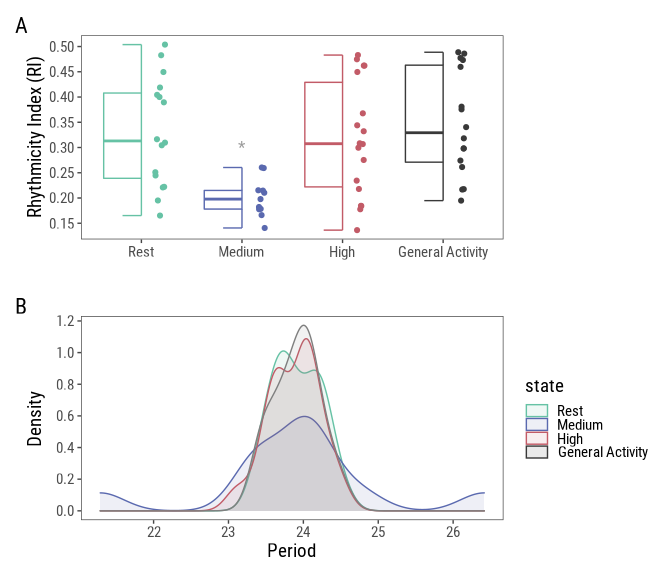 A
Rhythmicity Index (RI)
0.50
0.45
0.40
0.35
0.30
0.25
0.20
0.15
*
Rest Medium High General Activity
B
Density
1.2
1.0
0.8
0.6
0.4
0.2
0.0
22 23 24 25 26
Period
state
Rest
Medium
High
General Activity